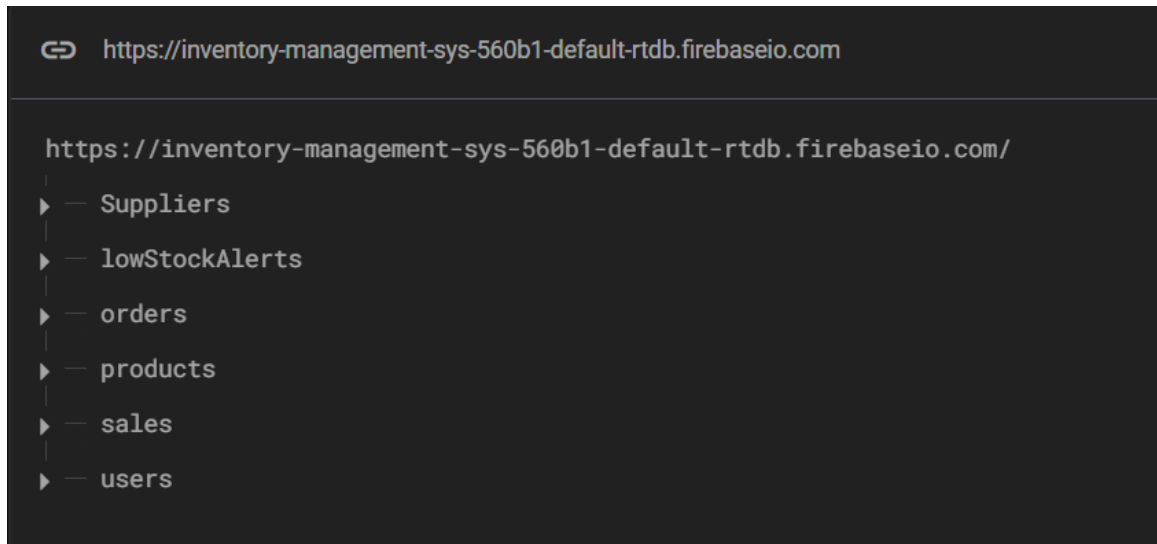 https://inventory-management-sys-560b1-default-rtdb.firebaseio.com
https://inventory-management-sys-560b1-default-rtdb.firebaseio.com/
Suppliers
lowStockAlerts
orders
products
sales
users